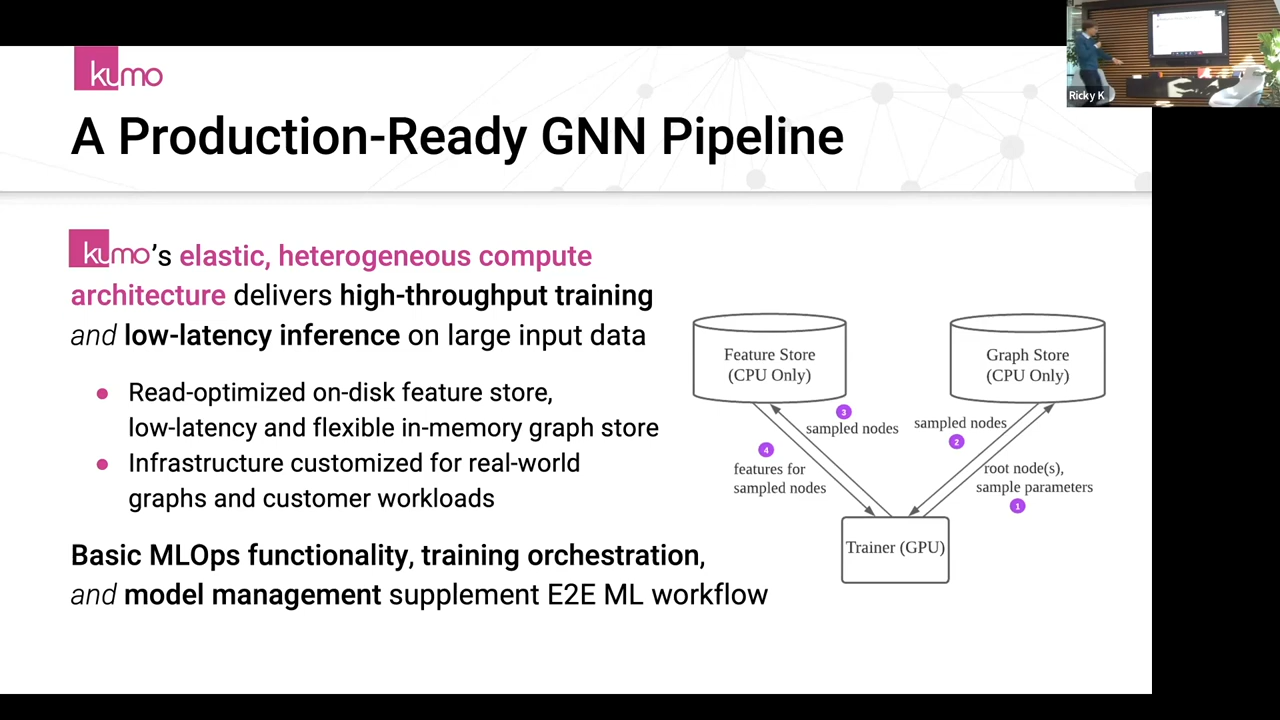 kumo
Ricky K
A Production-Ready GNN Pipeline
kumo's elastic, heterogeneous compute
architecture delivers high-throughput training
and low-latency inference on large input data
● Read-optimized on-disk feature store,
low-latency and flexible in-memory graph store
● Infrastructure customized for real-world
graphs and customer workloads
Basic MLOps functionality, training orchestration,
and model management supplement E2E ML workflow
Feature Store
(CPU Only)
Graph Store
(CPU Only)
3
sampled nodes
sampled nodes
2
4
features for
sampled nodes
root node(s),
sample parameters
1
Trainer (GPU)